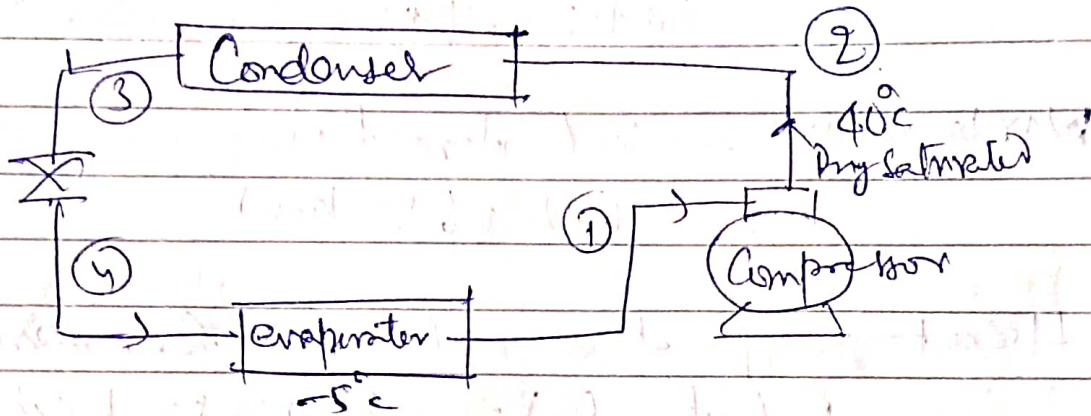 ②
Condenser
③
40°C
Dry Saturated
①
④
Compressor
evaporator
-5°C